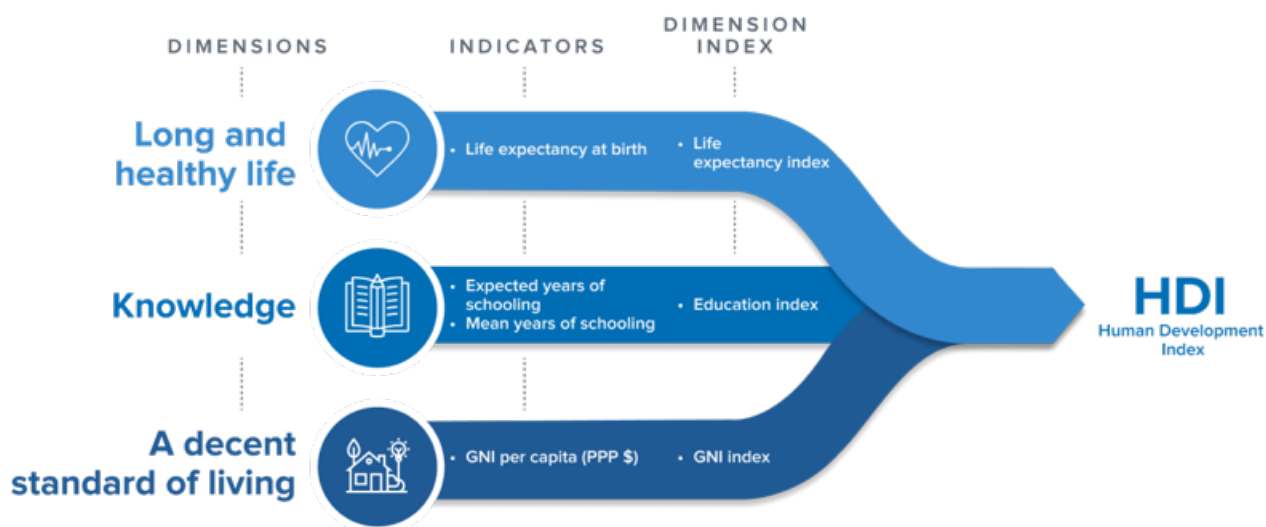 DIMENSIONS
INDICATORS
DIMENSION
INDEX
Long and
healthy life
• Life expectancy at birth
• Life
expectancy index
Knowledge
• Expected years of
schooling
• Mean years of schooling
• Education index
A decent
standard of living
• GNI per capita (PPP $)
• GNI index
HDI
Human Development
Index